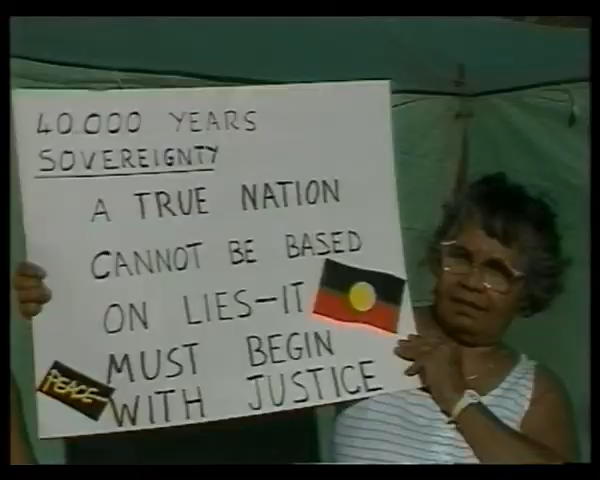 40.000 YEARS
SOVEREIGNTY
A TRUE NATION
CANNOT BE BASED
ON LIES-IT
MUST BEGIN
WITH JUSTICE
PEACE